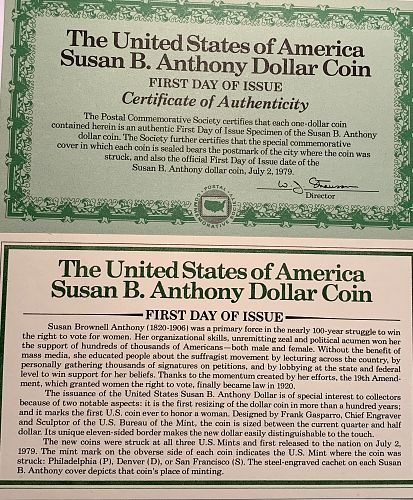 The United States of America
Susan B. Anthony Dollar Coin
FIRST DAY OF ISSUE
Certificate of Authenticity
The Postal Commemorative Society certifies that each one-dollar coin
contained herein is an authentic First Day of Issue Specimen of the Susan B. Anthony
dollar coin. The Society further certifies that the special commemorative
cover in which each coin is sealed bears the postmark of the city where the coin was
struck, and also the official First Day of Issue date of the
Susan B. Anthony dollar coin, July 2, 1979.
Director
The United States of America
Susan B. Anthony Dollar Coin
FIRST DAY OF ISSUE
Susan Brownell Anthony (1820-1906) was a primary force in the nearly 100-year struggle to win
the right to vote for women. Her organizational skills, unremitting zeal and political acumen won her
the support of hundreds of thousands of Americans—both male and female. Without the benefit of
mass media, she educated people about the suffragist movement by lecturing across the country, by
personally gathering thousands of signatures on petitions, and by lobbying at the state and federal
level to win support for her beliefs. Thanks to the momentum created by her efforts, the 19th Amend-
ment, which granted women the right to vote, finally became law in 1920.
The issuance of the United States Susan B. Anthony Dollar is of special interest to collectors
because of two notable aspects: it is the first resizing of the dollar coin in more than a hundred years;
and it marks the first U.S. coin ever to honor a woman. Designed by Frank Gasparro, Chief Engraver
and Sculptor of the U.S. Bureau of the Mint, the coin is sized between the current quarter and half
dollar. Its unique eleven-sided border makes the new dollar easily distinguishable to the touch.
The new coins were struck at all three U.S. Mints and first released to the nation on July 2,
1979. The mint mark on the obverse side of each coin indicates the U.S. Mint where the coin was
struck: Philadelphia (P), Denver (D), or San Francisco (S). The steel-engraved cachet on each Susan
B. Anthony cover depicts that coin's place of minting.